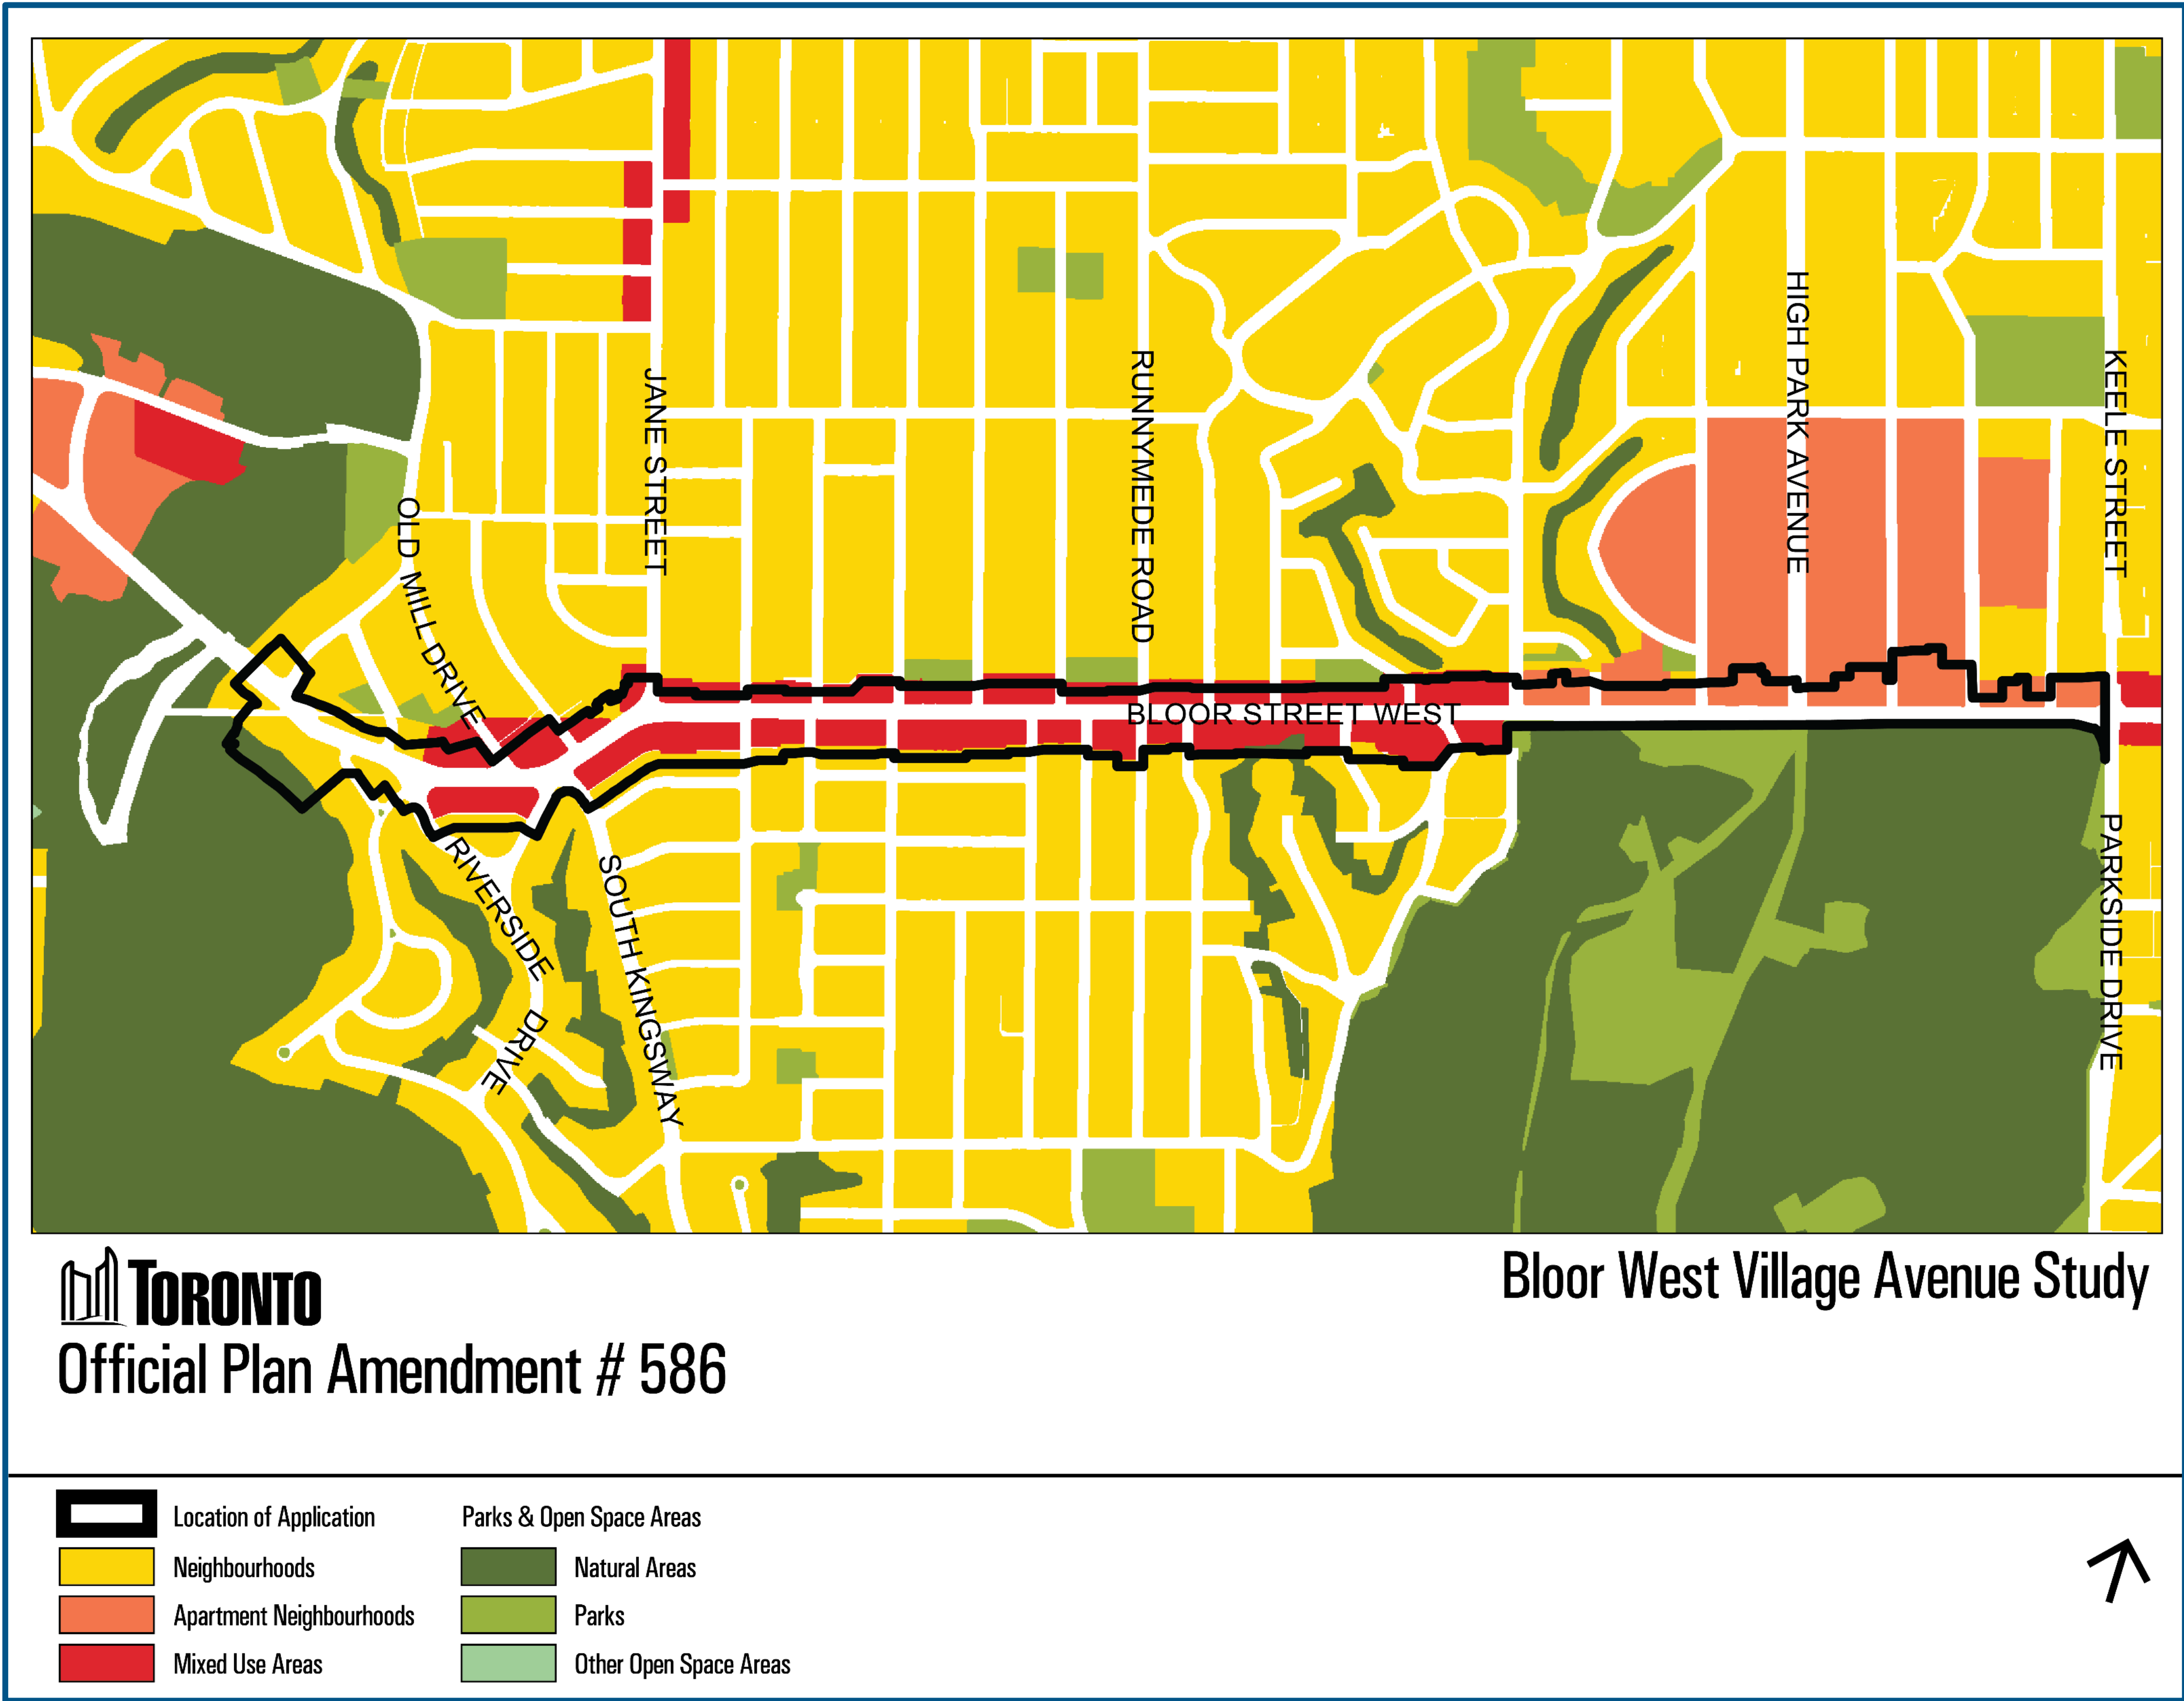 HIGH PARK AVENUE
JANE STREET
RUNNYMEDE ROAD
KEELE STREET
OLD MILL DRIVE
BLOOR STREET WEST
RIVERSIDE DRIVE
SOUTH KINGSWAY
PARKSIDE DRIVE
TORONTO
Bloor West Village Avenue Study
Official Plan Amendment # 586
Location of Application
Neighbourhoods
Apartment Neighbourhoods
Mixed Use Areas
Parks & Open Space Areas
Natural Areas
Parks
Other Open Space Areas